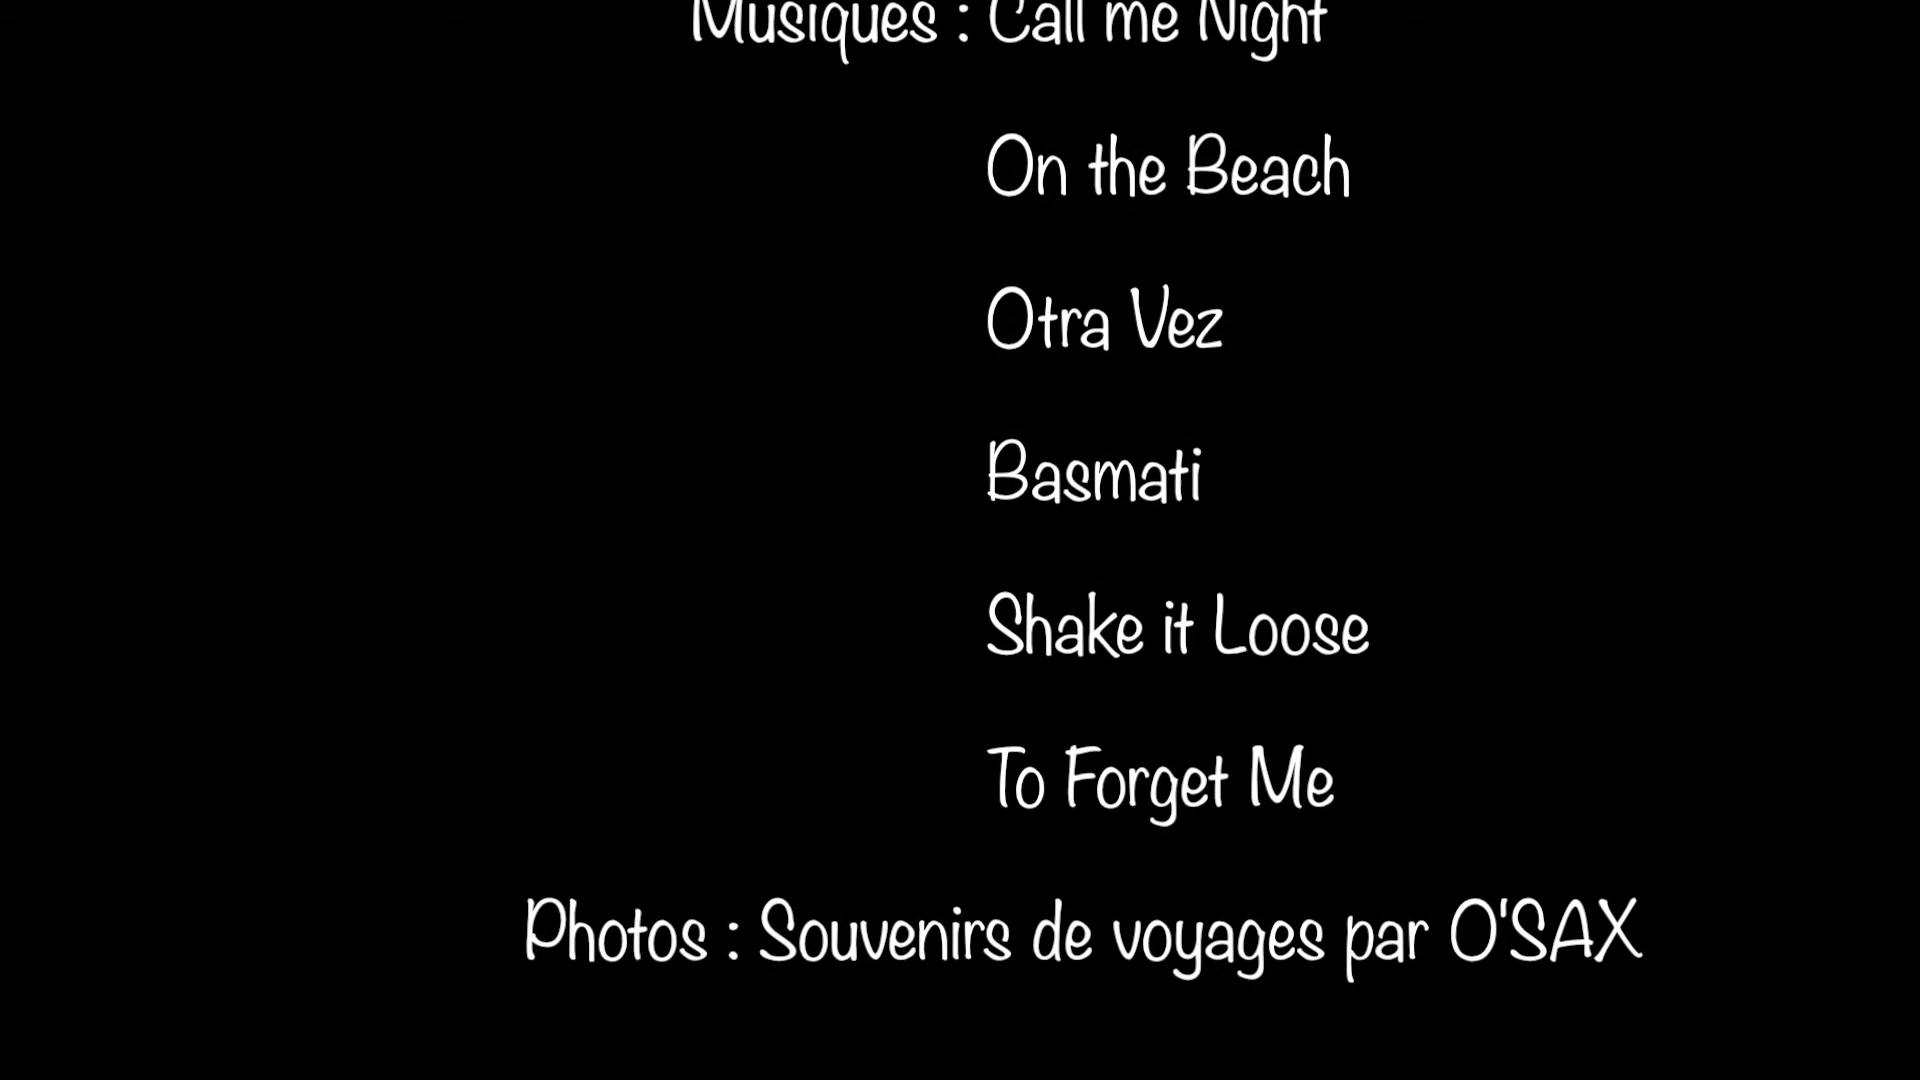 Musiques : Call me Night
On the Beach
Otra Vez
Basmati
Shake it Loose
To Forget Me
Photos : Souvenirs de voyages par O'SAX